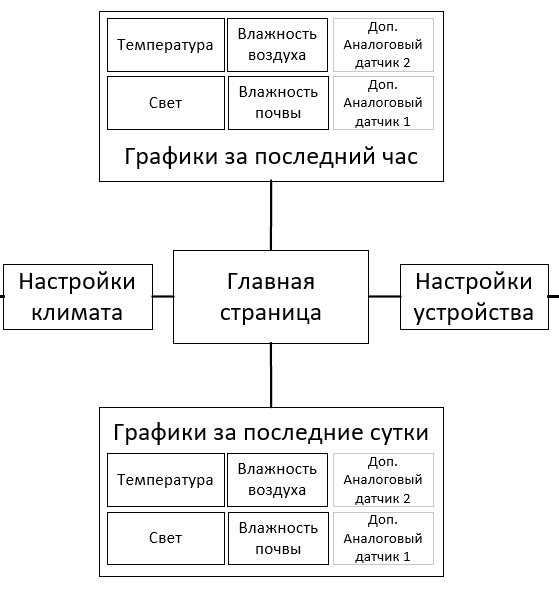 Температура
Влажность
воздуха
Доп.
Аналоговый
датчик 2
Свет
Влажность
почвы
Доп.
Аналоговый
датчик 1
Графики за последний час
Настройки
климата
Главная
страница
Настройки
устройства
Графики за последние сутки
Температура
Влажность
воздуха
Доп.
Аналоговый
датчик 2
Свет
Влажность
почвы
Доп.
Аналоговый
датчик 1